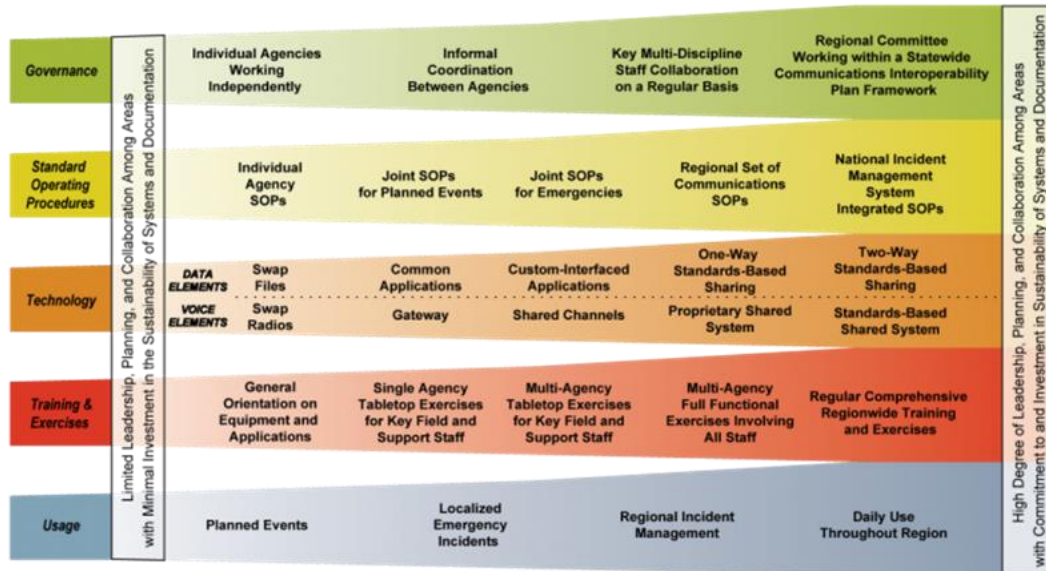 Limited Leadership, Planning, and Collaboration Among Areas
with Minimal Investment in the Sustainability of Systems and Documentation
Governance
Individual Agencies
Working
Independently
Informal
Coordination
Between Agencies
Key Multi-Discipline
Staff Collaboration
on a Regular Basis
Regional Committee
Working within a Statewide
Communications Interoperability
Plan Framework
Standard
Operating
Procedures
Individual
Agency
SOPs
Joint SOPs
for Planned Events
Joint SOPs
for Emergencies
Regional Set of
Communications
SOPs
National Incident
Management
System
Integrated SOPs
Technology
DATA
ELEMENTS
Swap
Files
Common
Applications
Custom-Interfaced
Applications
One-Way
Standards-Based
Sharing
Two-Way
Standards-Based
Sharing
VOICE
ELEMENTS
Swap
Radios
Gateway
Shared Channels
Proprietary Shared
System
Standards-Based
Shared System
Training &
Exercises
General
Orientation on
Equipment and
Applications
Single Agency
Tabletop Exercises
for Key Field and
Support Staff
Multi-Agency
Tabletop Exercises
for Key Field and
Support Staff
Multi-Agency
Full Functional
Exercises Involving
All Staff
Regular Comprehensive
Regionwide Training
and Exercises
Usage
Planned Events
Localized
Emergency
Incidents
Regional Incident
Management
Daily Use
Throughout Region
High Degree of Leadership, Planning, and Collaboration Among Areas
with Commitment to and Investment in Sustainability of Systems and Documentation